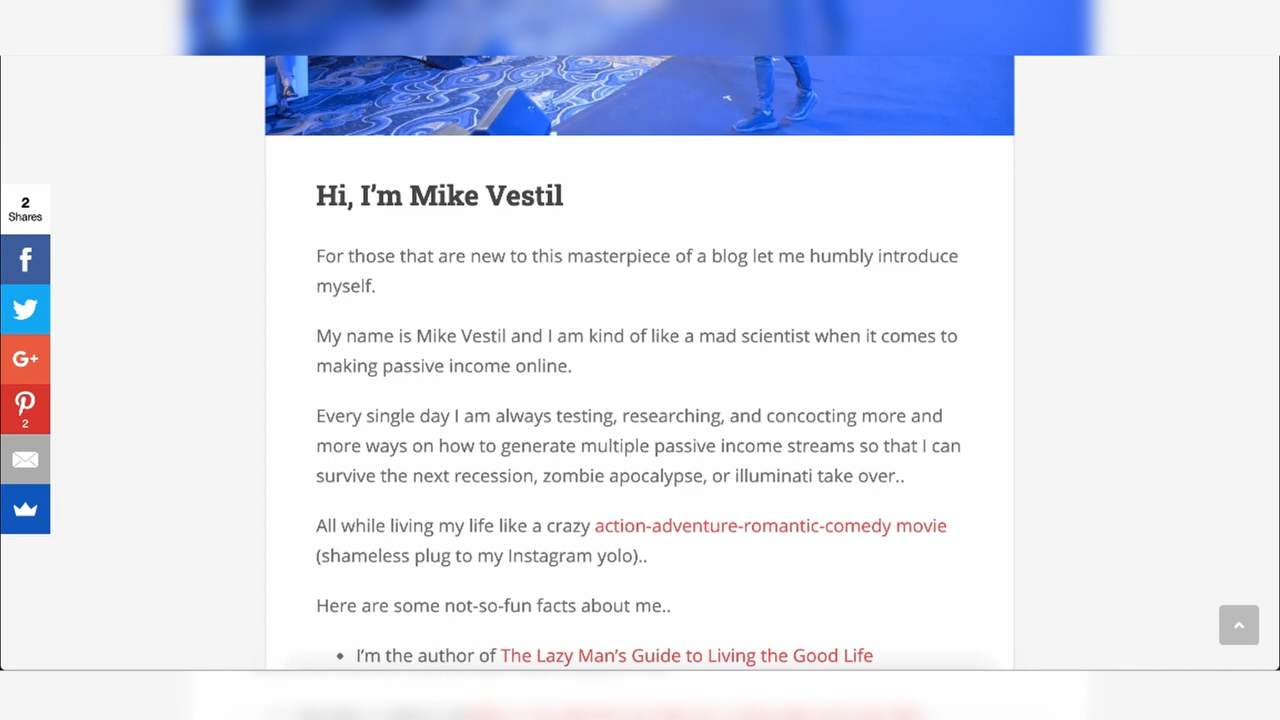 Hi, I'm Mike Vestil
2
Shares
For those that are new to this masterpiece of a blog let me humbly introduce
myself.
My name is Mike Vestil and I am kind of like a mad scientist when it comes to
making passive income online.
G+
2
Every single day I am always testing, researching, and concocting more and
more ways on how to generate multiple passive income streams so that I can
survive the next recession, zombie apocalypse, or illuminati take over..
All while living my life like a crazy action-adventure-romantic-comedy movie
(shameless plug to my Instagram yolo)..
Here are some not-so-fun facts about me..
• I'm the author of The Lazy Man's Guide to Living the Good Life